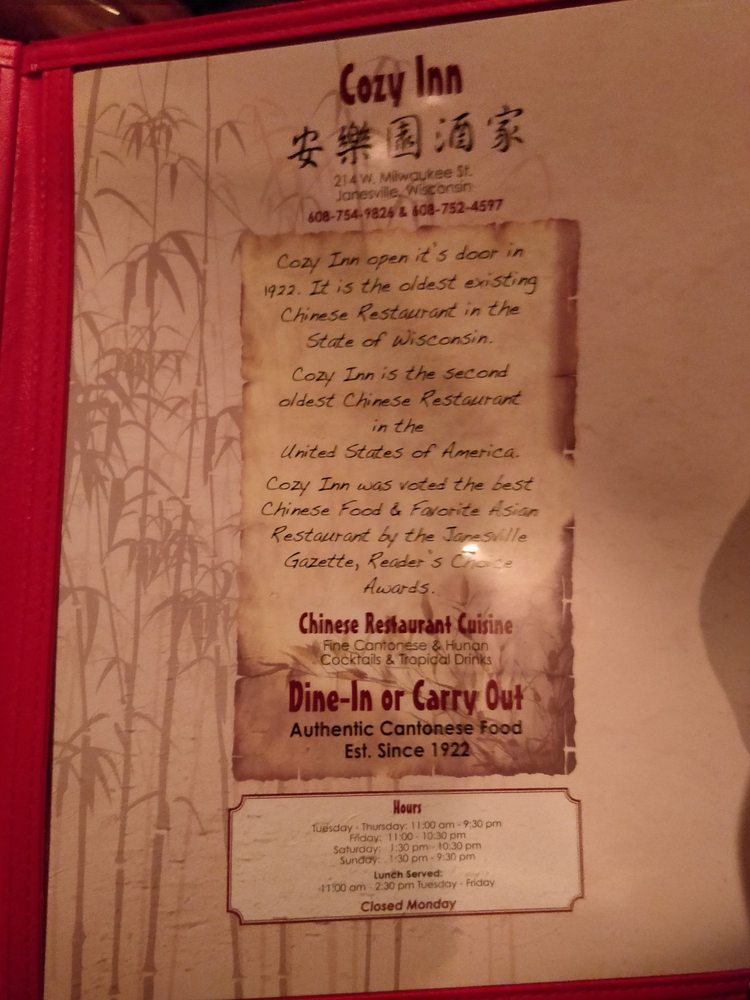 Cozy Inn
安樂園酒家
214 W. Milwaukee St.
Janesville, Wisconsin
608-754-9826 & 608-752-4597
Cozy Inn open it's door in
1922. It is the oldest existing
Chinese Restaurant in the
State of Wisconsin.
Cozy Inn is the second
oldest Chinese Restaurant
in the
United States of America.
Cozy Inn was voted the best
Chinese Food & Favorite Asian
Restaurant by the Janesville
Gazette, Reader's Choice
Awards.
Chinese Restaurant Cuisine
Fine Cantonese & Hunan
Cocktails & Tropical Drinks
Dine-In or Carry Out
Authentic Cantonese Food
Est. Since 1922
Hours
Tuesday - Thursday: 11:00 am - 9:30 pm
Friday: 11:00 - 10:30 pm
Saturday: 1:30 pm - 10:30 pm
Sunday: 1:30 pm - 9:30 pm
Lunch Served:
11:00 am - 2:30 pm Tuesday - Friday
Closed Monday